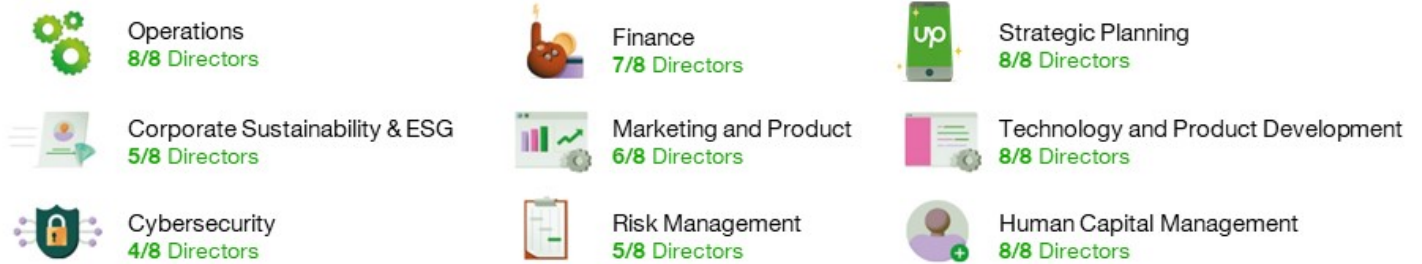 Operations
8/8 Directors
Finance
7/8 Directors
up
Strategic Planning
8/8 Directors
Corporate Sustainability & ESG
5/8 Directors
Marketing and Product
6/8 Directors
Technology and Product Development
8/8 Directors
Cybersecurity
4/8 Directors
Risk Management
5/8 Directors
Human Capital Management
8/8 Directors